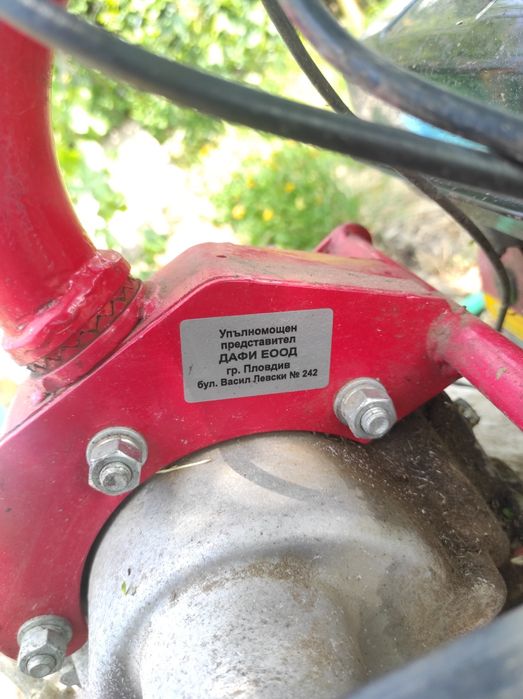 Упълномощен
представител
ДАФИ ЕООД
гр. Пловдив
бул. Васил Левски № 242